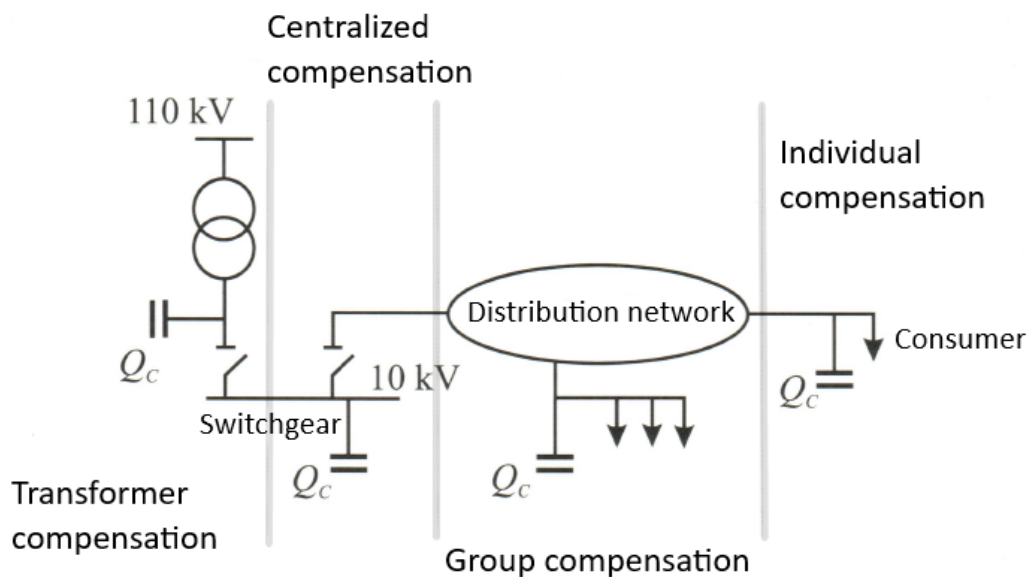 Centralized
compensation
110 kV
Individual
compensation
Distribution network
Consumer
Q_C
10 kV
Q_C
Switchgear
Q_C
Q_C
Transformer
compensation
Group compensation